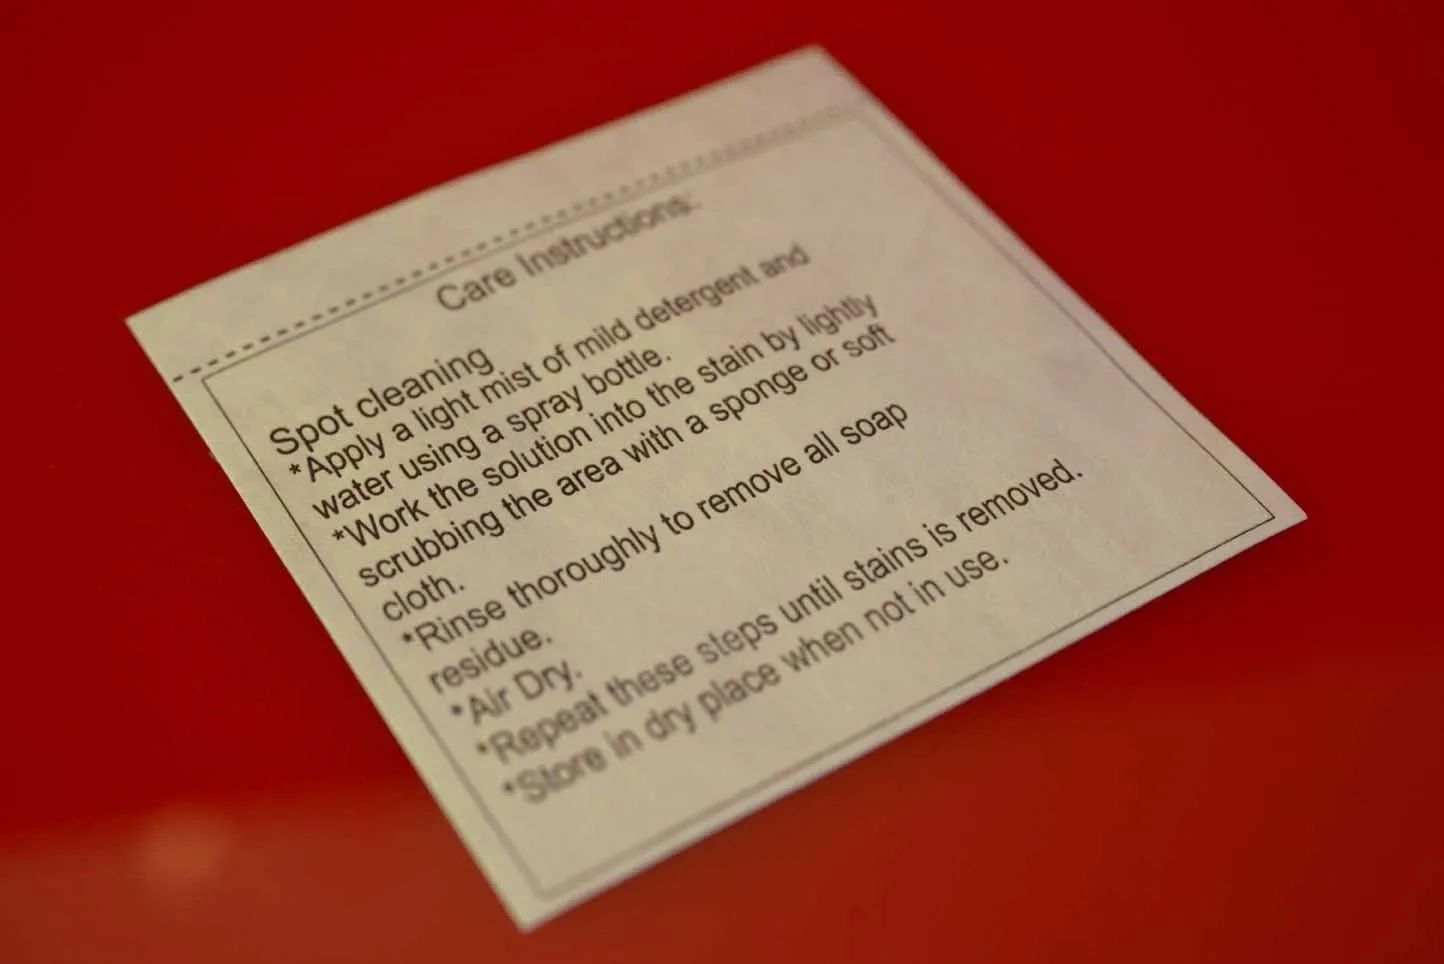 Care Instructions:
Spot cleaning
*Apply a light mist of mild detergent and
water using a spray bottle.
*Work the solution into the stain by lightly
scrubbing the area with a sponge or soft
cloth.
*Rinse thoroughly to remove all soap
residue.
*Air Dry.
*Repeat these steps until stains is removed.
*Store in dry place when not in use.